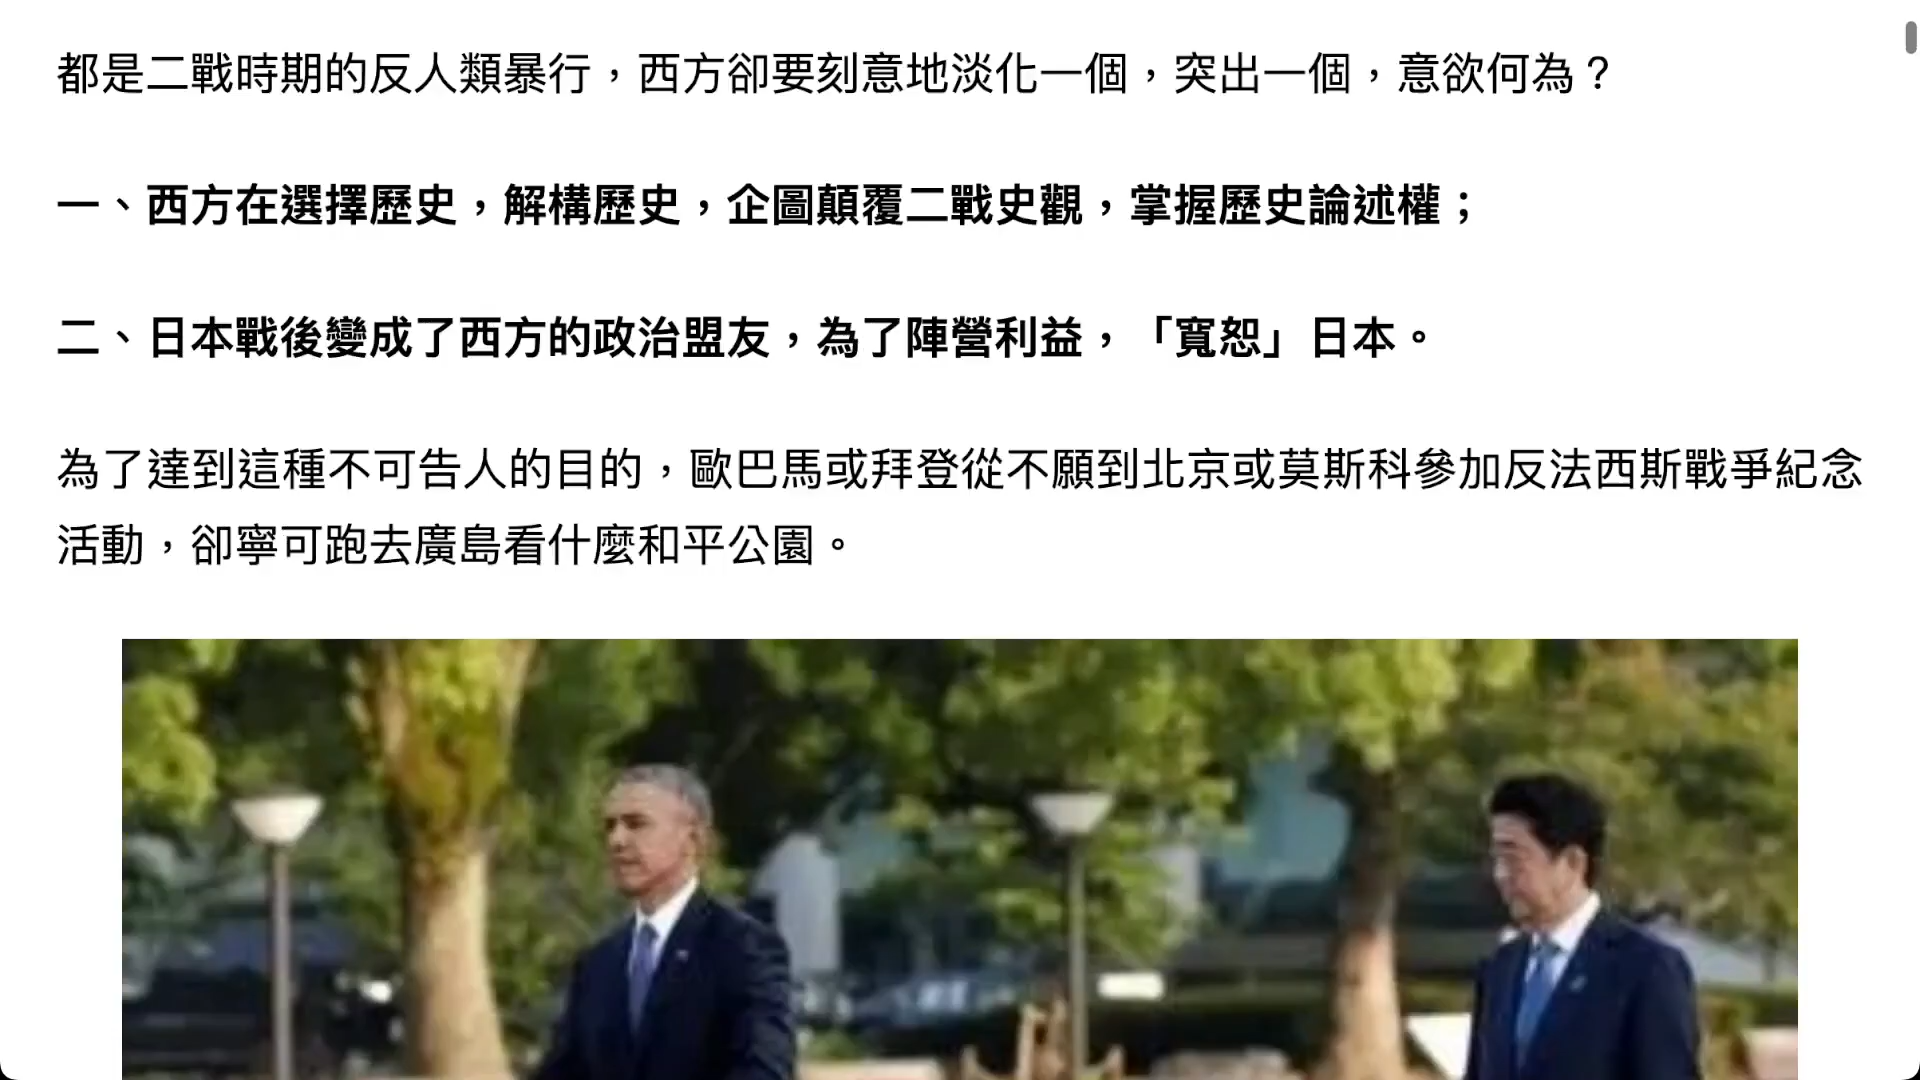 都是二戰時期的反人類暴行，西方卻要刻意地淡化一個，突出一個，意欲何為？
一、西方在選擇歷史，解構歷史，企圖顛覆二戰史觀，掌握歷史論述權；
二、日本戰後變成了西方的政治盟友，為了陣營利益，「寬恕」日本。
為了達到這種不可告人的目的，歐巴馬或拜登從不願到北京或莫斯科參加反法西斯戰爭紀念
活動，卻寧可跑去廣島看什麼和平公園。